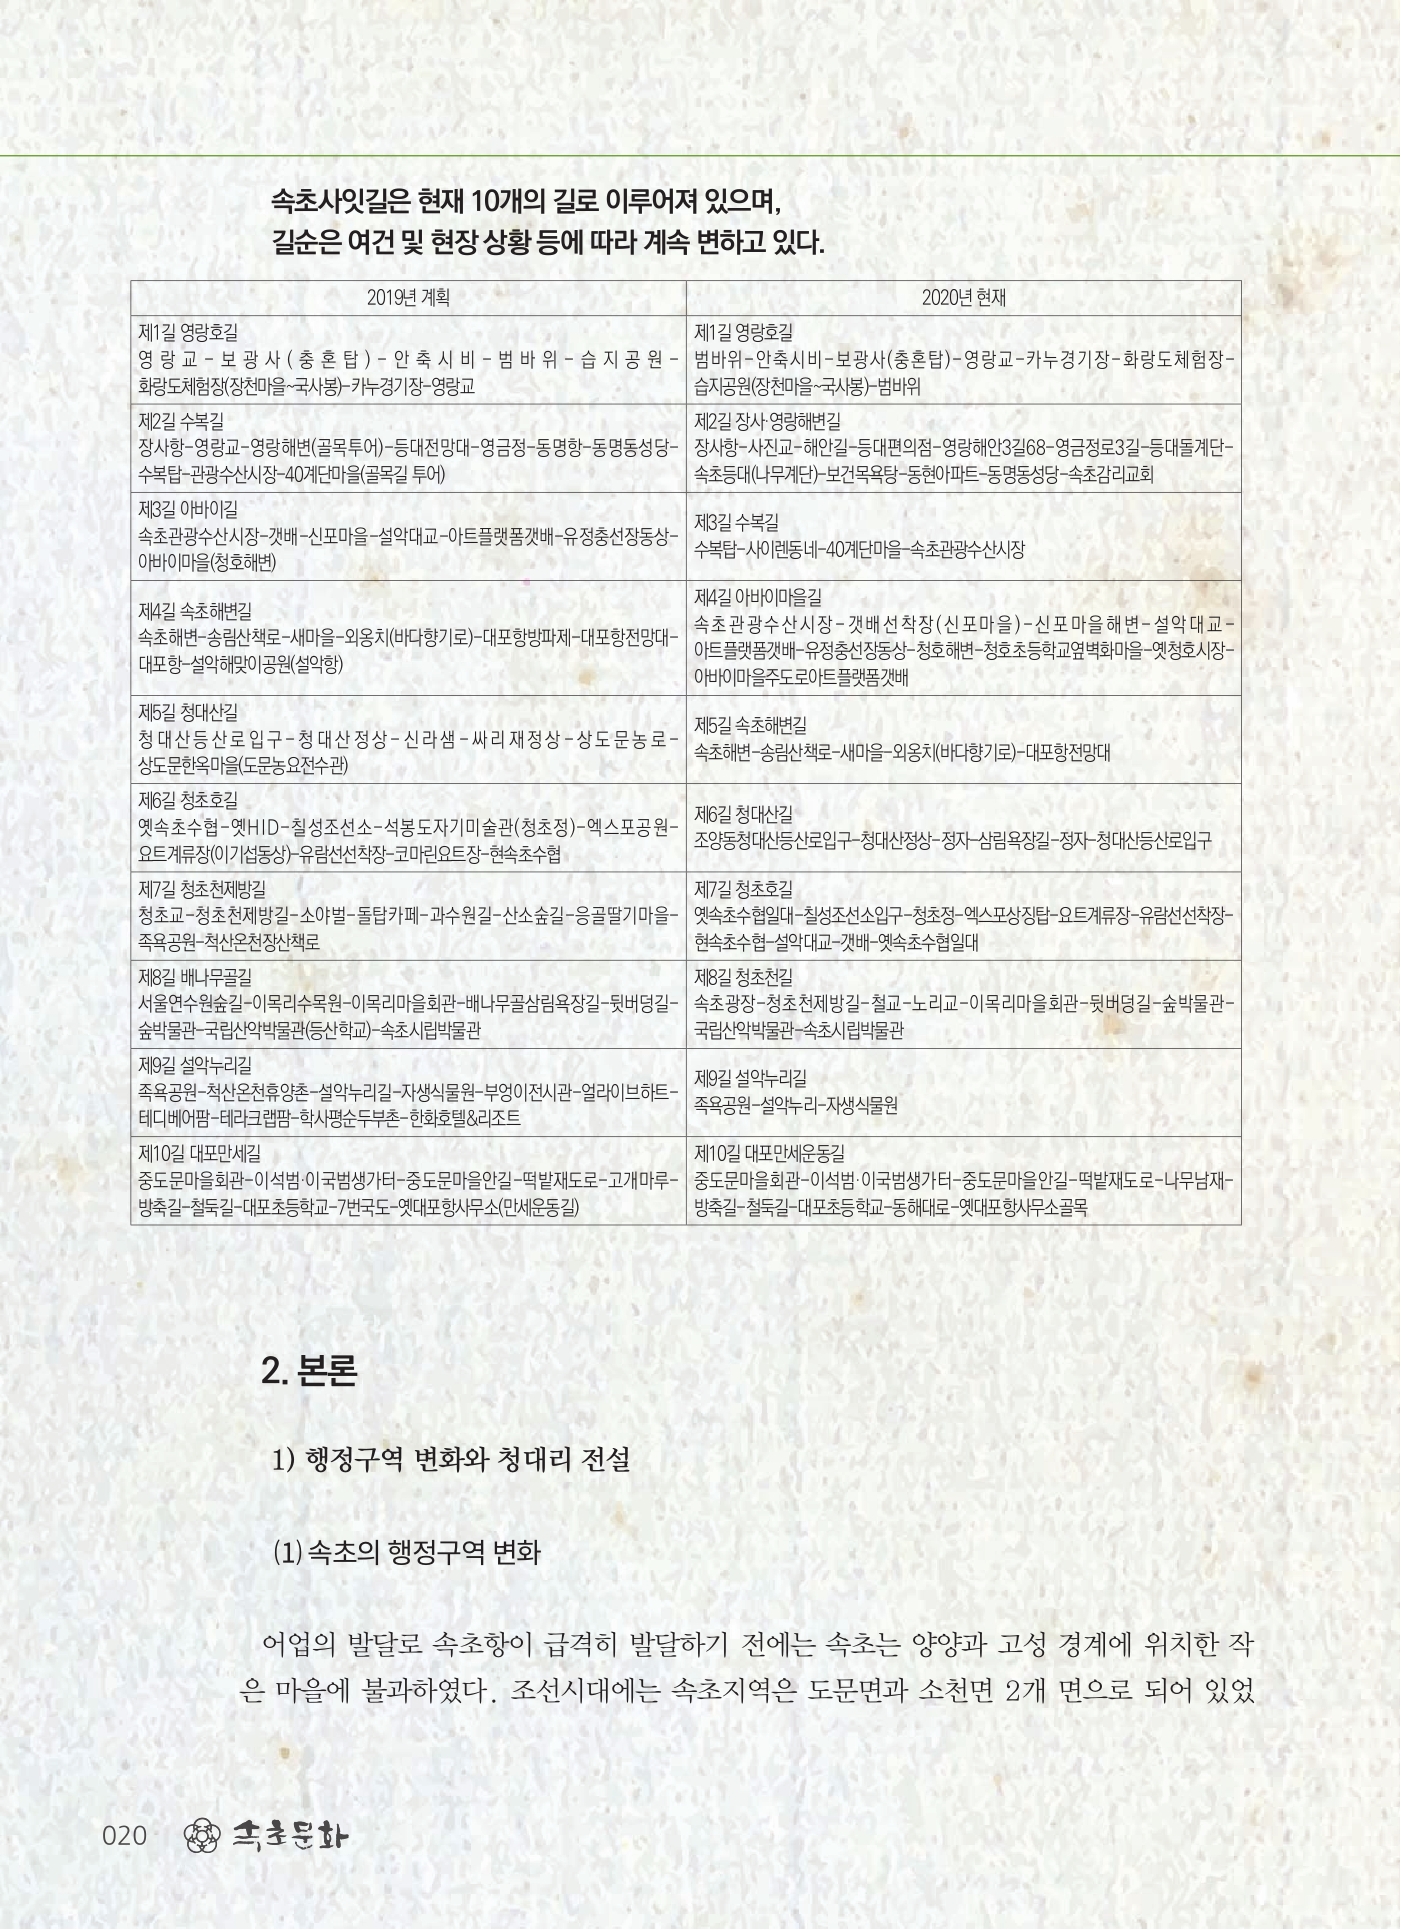 속초사잇길은 현재 10개의 길로 이루어져 있으며,
길순은 여건 및 현장 상황 등에 따라 계속 변하고 있다.
2019년 계획
2020년 현재
제1길 영랑호길
영랑교-보광사(충혼탑)-안축시비-범바위-습지공원-
화랑도체험장(장천마을~국사봉)-카누경기장-영랑교
제1길 영랑호길
범바위-안축시비-보광사(충혼탑)-영랑교-카누경기장-화랑도체험장-
습지공원(장천마을~국사봉)-범바위
제2길 수복길
장사항-영랑교-영랑해변(골목투어)-등대전망대-영금정-동명항-동명동성당-
수복탑-관광수산시장-40계단마을(골목길 투어)
제2길 장사·영랑해변길
장사항-사진교-해안길-등대편의점-영랑해안3길68-영금정로3길-등대돌계단-
속초등대(나무계단)-보건목욕탕-동현아파트-동명동성당-속초감리교회
제3길 아바이길
속초관광수산시장-갯배-신포마을-설악대교-아트플랫폼갯배-유정충선장동상-
아바이마을(청호해변)
제3길 수복길
수복탑-사이렌동네-40계단마을-속초관광수산시장
제4길 속초해변길
속초해변-송림산책로-새마을-외옹치(바다향기로)-대포항방파제-대포항전망대-
대포항-설악해맞이공원(설악항)
제4길 아바이마을길
속초관광수산시장-갯배선착장(신포마을)-신포마을해변-설악대교-
아트플랫폼갯배-유정충선장동상-청호해변-청호초등학교옆벽화마을-옛청호시장-
아바이마을주도로아트플랫폼갯배
제5길 청대산길
청대산등산로입구-청대산정상-신라샘-싸리재정상-상도문농로-
상도문한옥마을(도문농요전수관)
제5길 속초해변길
속초해변-송림산책로-새마을-외옹치(바다향기로)-대포항전망대
제6길 청초호길
옛속초수협-옛HID-칠성조선소-석봉도자기미술관(청초정)-엑스포공원-
요트계류장(이기섭동상)-유람선선착장-코마린요트장-현속초수협
제6길 청대산길
조양동청대산등산로입구-청대산정상-정자-삼림욕장길-정자-청대산등산로입구
제7길 청초천제방길
청초교-청초천제방길-소야벌-돌탑카페-과수원길-산소숲길-응골딸기마을-
족욕공원-척산온천장산책로
제7길 청초호길
옛속초수협일대-칠성조선소입구-청초정-엑스포상징탑-요트계류장-유람선선착장-
현속초수협-설악대교-갯배-옛속초수협일대
제8길 배나무골길
서울연수원숲길-이목리수목원-이목리마을회관-배나무골삼림욕장길-뒷버덩길-
숲박물관-국립산악박물관(등산학교)-속초시립박물관
제8길 청초천길
속초광장-청초천제방길-철교-노리교-이목리마을회관-뒷버덩길-숲박물관-
국립산악박물관-속초시립박물관
제9길 설악누리길
족욕공원-척산온천휴양촌-설악누리길-자생식물원-부엉이전시관-얼라이브하트-
테디베어팜-테라크랩팜-학사평순두부촌-한화호텔&리조트
제9길 설악누리길
족욕공원-설악누리-자생식물원
제10길 대포만세길
중도문마을회관-이석범·이국범생가터-중도문마을안길-떡밭재도로-고개마루-
방축길-철둑길-대포초등학교-7번국도-옛대포항사무소(만세운동길)
제10길 대포만세운동길
중도문마을회관-이석범·이국범생가터-중도문마을안길-떡밭재도로-나무남재-
방축길-철둑길-대포초등학교-동해대로-옛대포항사무소골목
2. 본론
1) 행정구역 변화와 청대리 전설
(1) 속초의 행정구역 변화
어업의 발달로 속초항이 급격히 발달하기 전에는 속초는 양양과 고성 경계에 위치한 작
은 마을에 불과하였다. 조선시대에는 속초지역은 도문면과 소천면 2개 면으로 되어 있었
020
속초문화